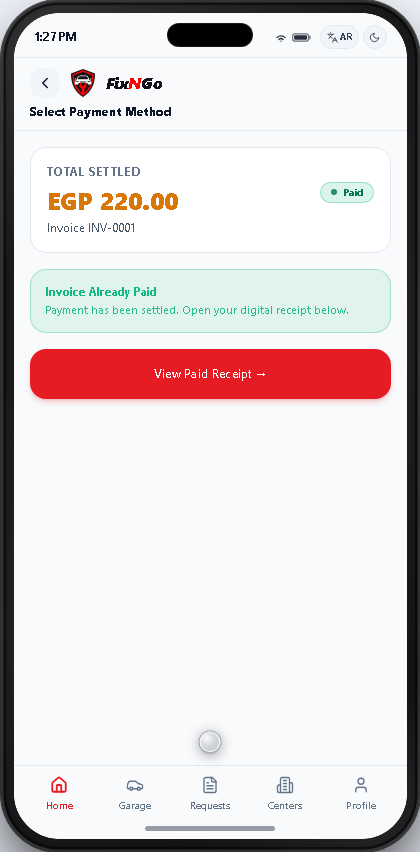 1:27 PM
AR
FixNGo
Select Payment Method
TOTAL SETTLED
EGP 220.00
Paid
Invoice INV-0001
Invoice Already Paid
Payment has been settled. Open your digital receipt below.
View Paid Receipt →
Home
Garage
Requests
Centers
Profile